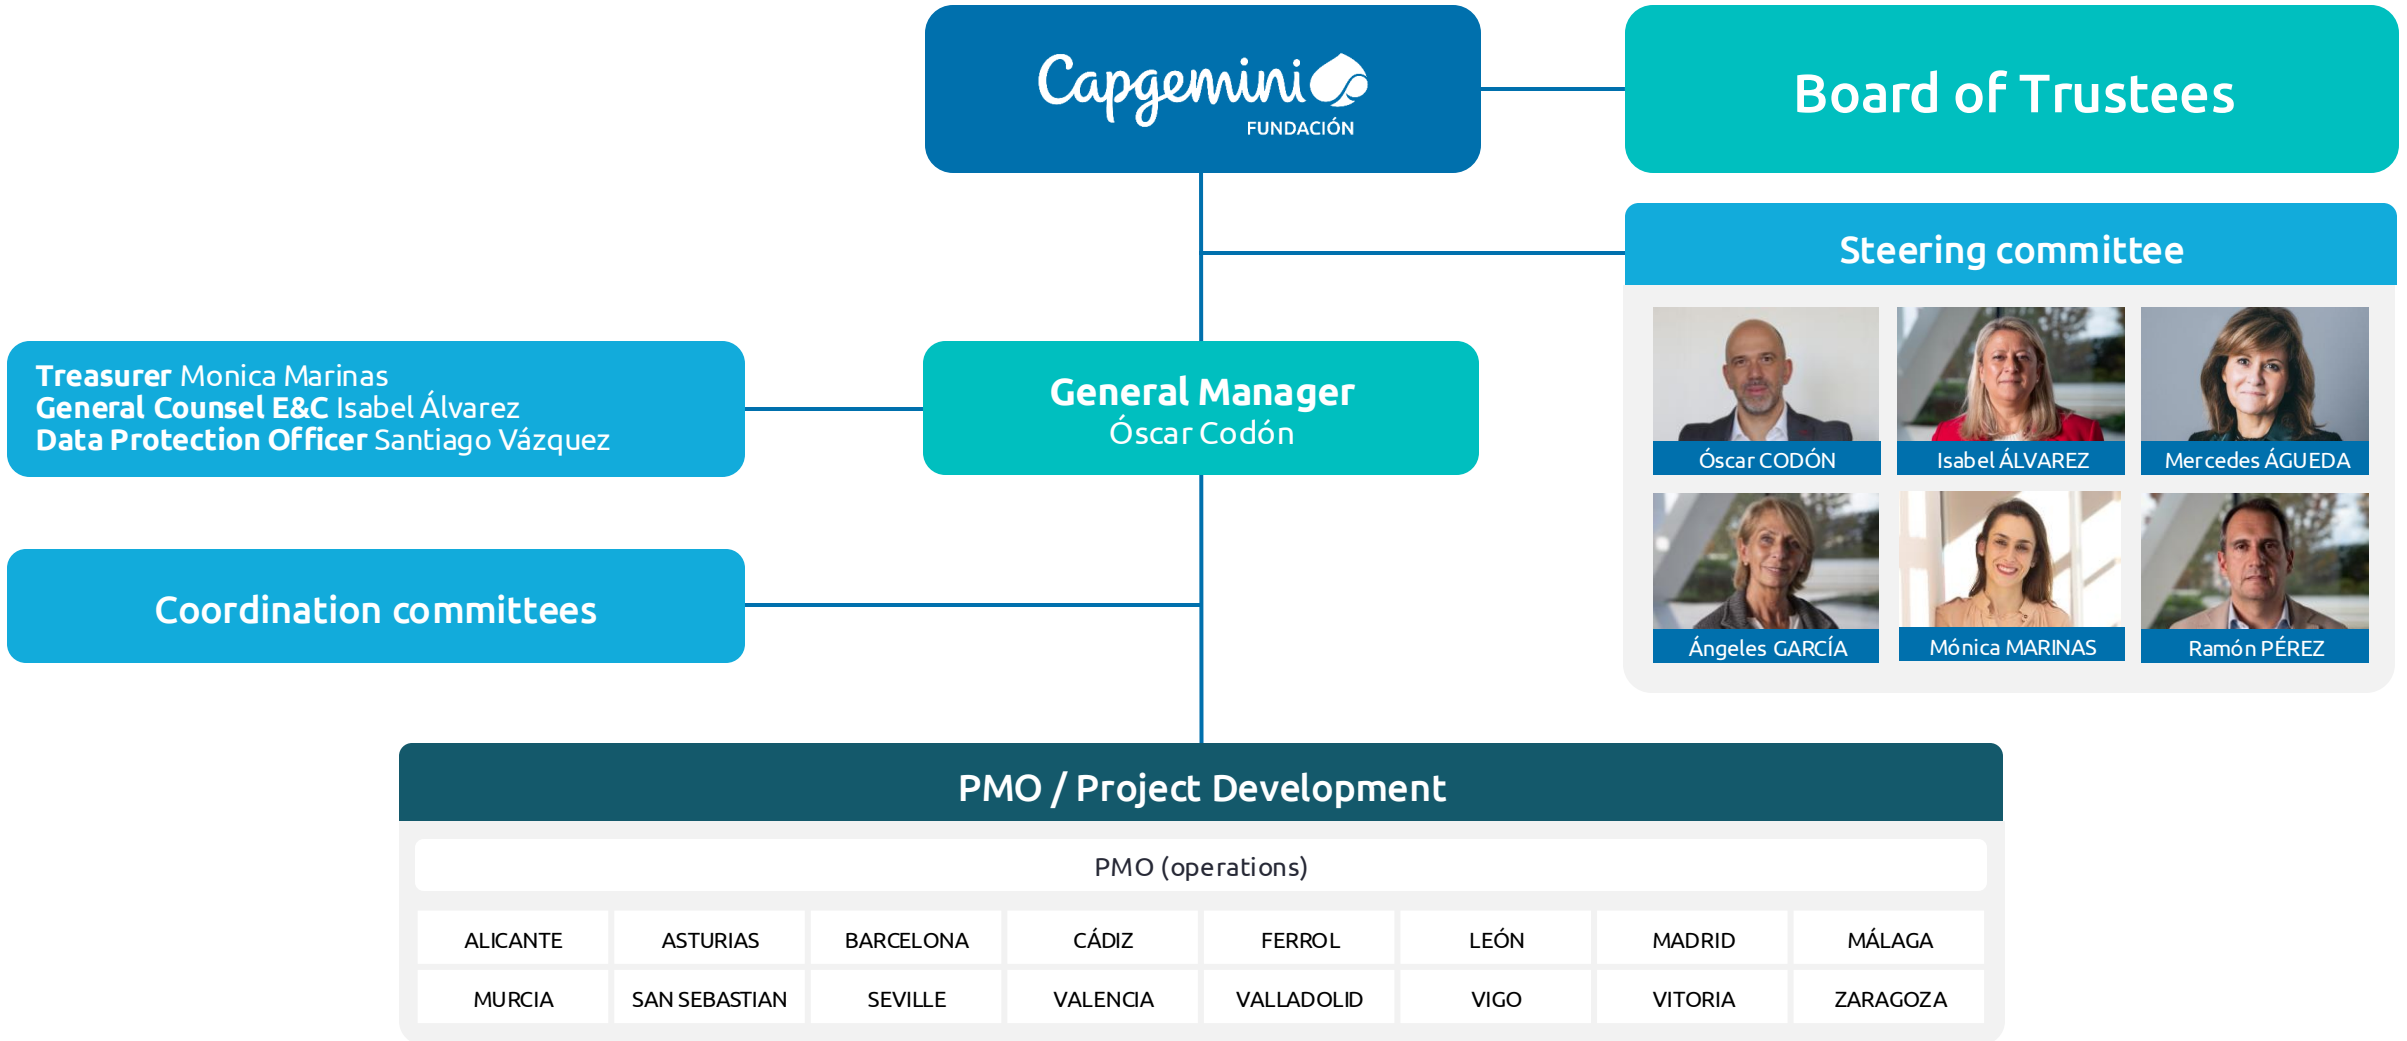 Capgemini
FUNDACIÓN
Board of Trustees
Steering committee
Óscar CODÓN
Isabel ÁLVAREZ
Mercedes ÁGUEDA
Ángeles GARCÍA
Mónica MARINAS
Ramón PÉREZ
Treasurer Monica Marinas
General Counsel E&C Isabel Álvarez
Data Protection Officer Santiago Vázquez
General Manager
Óscar Codón
Coordination committees
PMO / Project Development
PMO (operations)
ALICANTE
ASTURIAS
BARCELONA
CÁDIZ
FERROL
LEÓN
MADRID
MÁLAGA
MURCIA
SAN SEBASTIAN
SEVILLE
VALENCIA
VALLADOLID
VIGO
VITORIA
ZARAGOZA